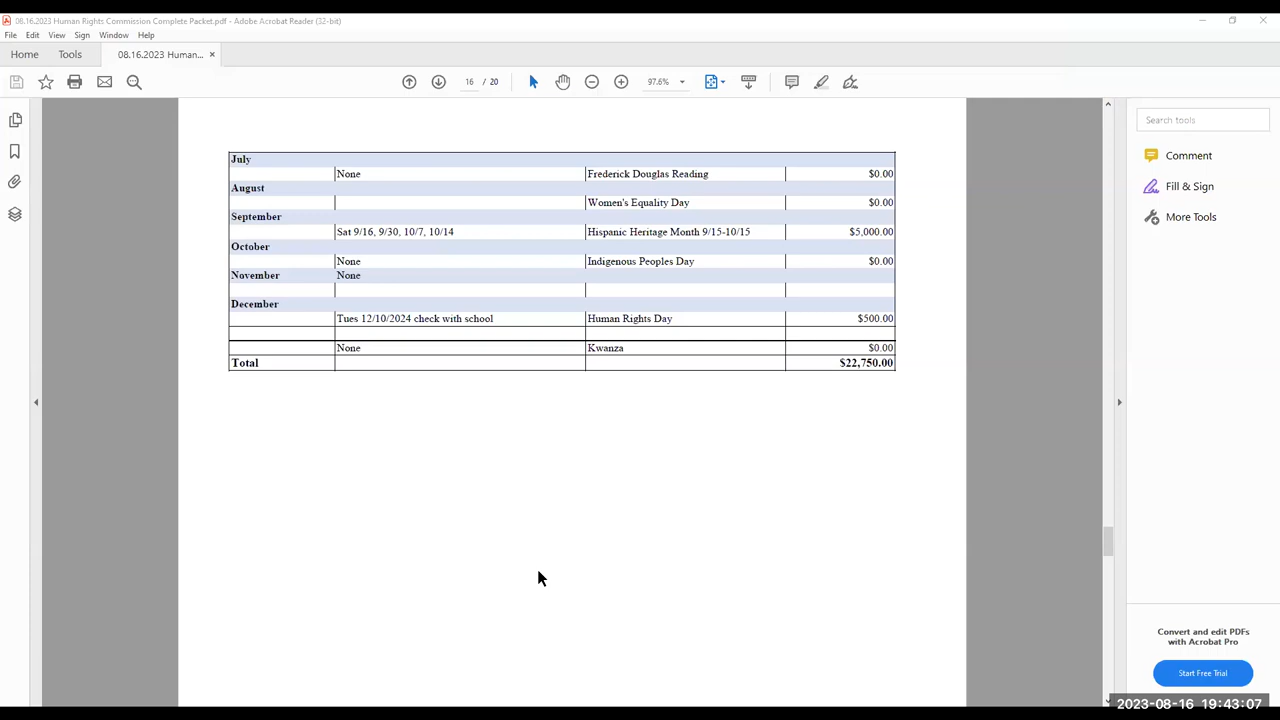 08.16.2023 Human Rights Commission Complete Packet.pdf - Adobe Acrobat Reader (32-bit)
File Edit View Sign Window Help
Home Tools 08.16.2023 Human... ×
16 / 20 97.6%
Search tools
Comment
Fill & Sign
More Tools
July
None Frederick Douglas Reading $0.00
August
Women's Equality Day $0.00
September
Sat 9/16, 9/30, 10/7, 10/14 Hispanic Heritage Month 9/15-10/15 $5,000.00
October
None Indigenous Peoples Day $0.00
November None
December
Tues 12/10/2024 check with school Human Rights Day $500.00
None Kwanza $0.00
Total $22,750.00
Convert and edit PDFs
with Acrobat Pro
Start Free Trial
2023-08-16 19:43:07